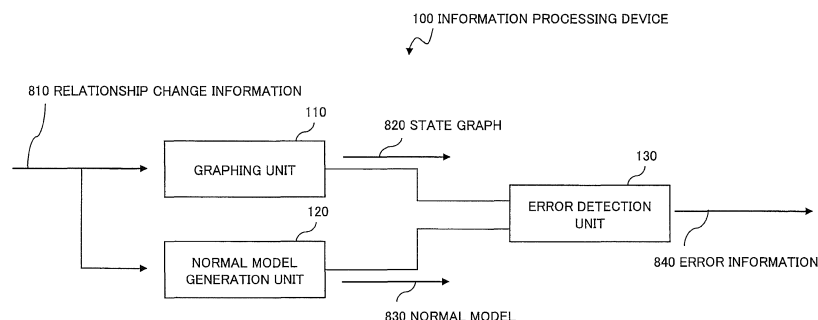 100 INFORMATION PROCESSING DEVICE
810 RELATIONSHIP CHANGE INFORMATION
110
820 STATE GRAPH
GRAPHING UNIT
130
ERROR DETECTION
UNIT
120
NORMAL MODEL
GENERATION UNIT
840 ERROR INFORMATION
830 NORMAL MODEL